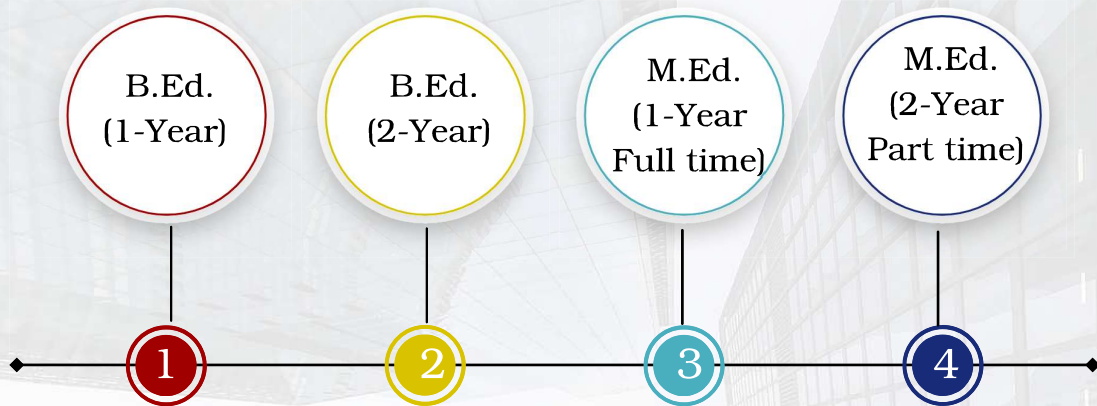 B.Ed.
(1-Year)
B.Ed.
(2-Year)
M.Ed.
(1-Year
Full time)
M.Ed.
(2-Year
Part time)
1
2
3
4